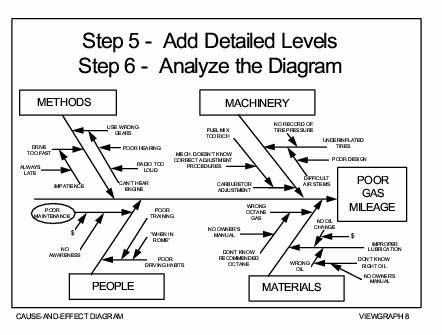 Step 5 - Add Detailed Levels
Step 6 - Analyze the Diagram
METHODS
MACHINERY
USE WRONG
GEARS
DRIVE
TOO FAST
POOR HEARING
ALWAYS
LATE
RADIO TOO
LOUD
IMPATIENCE
CAN'T HEAR
ENGINE
NO RECORD OF
TIRE PRESSURE
FUEL MIX
TO RICH
UNDERINFLATED
TIRES
MECH. DOESN'T KNOW
CORRECT ADJUSTMENT
PROCEDURES
POOR DESIGN
CARBURETOR
ADJUSTMENT
DIFFICULT
AIR STEMS
POOR
GAS
MILEAGE
POOR
MAINTENANCE
POOR
TRAINING
$
"WHEN IN
ROME"
NO
AWARENESS
POOR
DRIVING HABITS
WRONG
OCTANE GAS
NO OIL
CHANGE
$
NO OWNER'S
MANUAL
IMPROPER
LUBRICATION
DON'T KNOW
RECOMMENDED
OCTANE
WRONG
OIL
DON'T KNOW
RIGHT OIL
NO OWNER'S
MANUAL
PEOPLE
MATERIALS
CAUSE-AND-EFFECT DIAGRAM
VIEWGRAPH 8